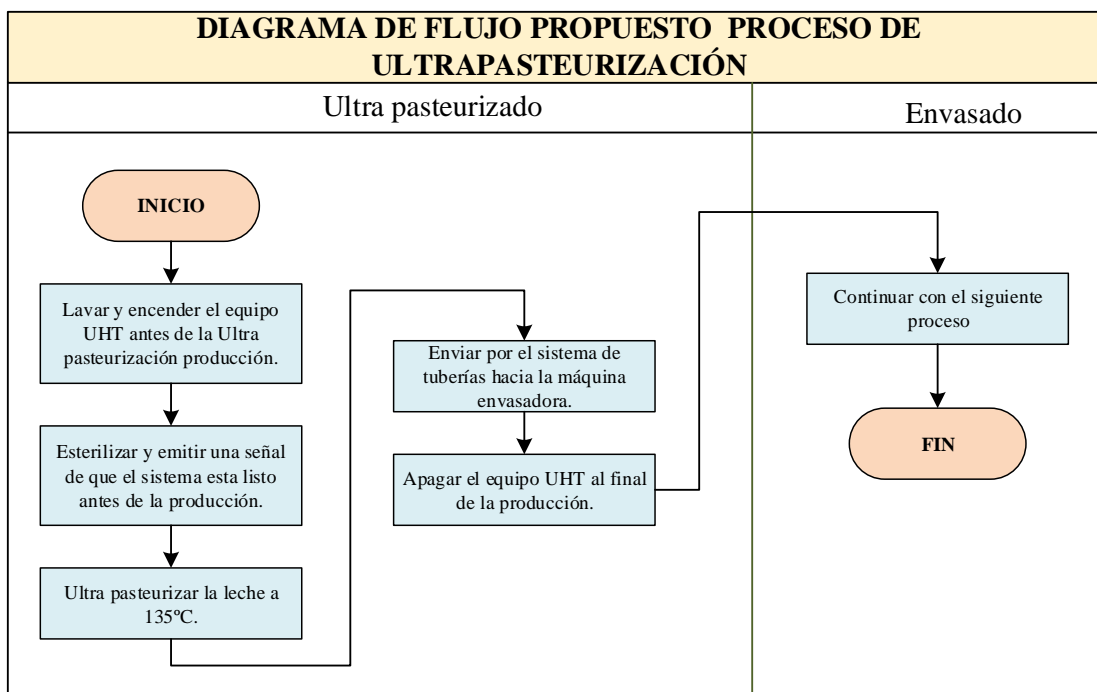 DIAGRAMA DE FLUJO PROPUESTO PROCESO DE
ULTRAPASTEURIZACIÓN
Ultra pasteurizado
Envasado
INICIO
Lavar y encender el equipo
UHT antes de la Ultra
pasteurización producción.
Esterilizar y emitir una señal
de que el sistema esta listo
antes de la producción.
Ultra pasteurizar la leche a
135ºC.
Enviar por el sistema de
tuberías hacia la máquina
envasadora.
Apagar el equipo UHT al final
de la producción.
Continuar con el siguiente
proceso
FIN